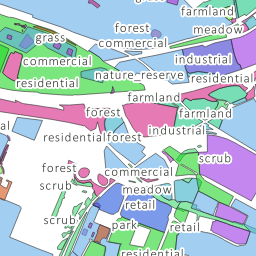 grass
farmland
forest
meadow
grass
commercial
commercial
industrial
residential
nature_reserve
residential
farmland
forest
farmland
residential
forest
industrial
scrub
forest
commercial
scrub
meadow
retail
scrub
park
retail
residential